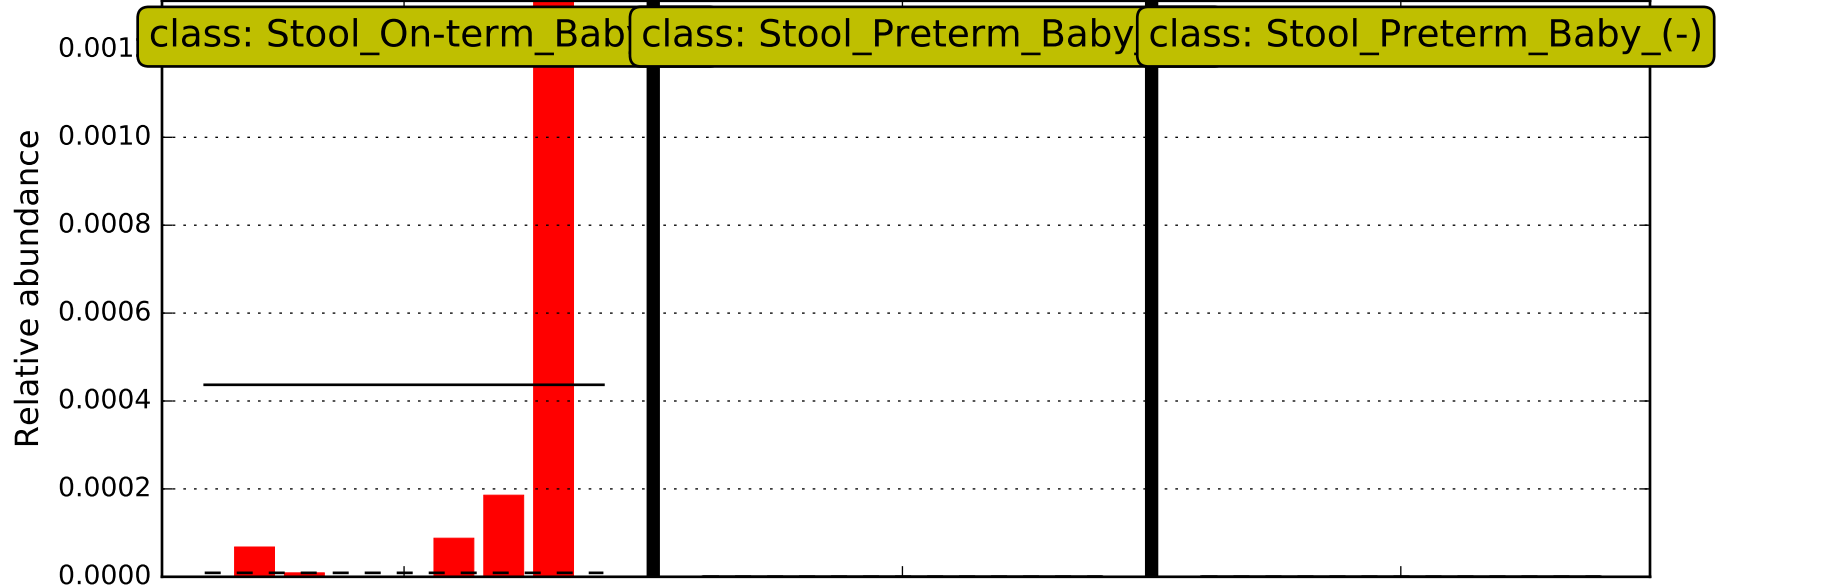 class: Stool_On-term_Bab
class: Stool_Preterm_Baby_
class: Stool_Preterm_Baby_(-)
0.001
0.0010
0.0008
0.0006
0.0004
0.0002
0.0000
Relative abundance